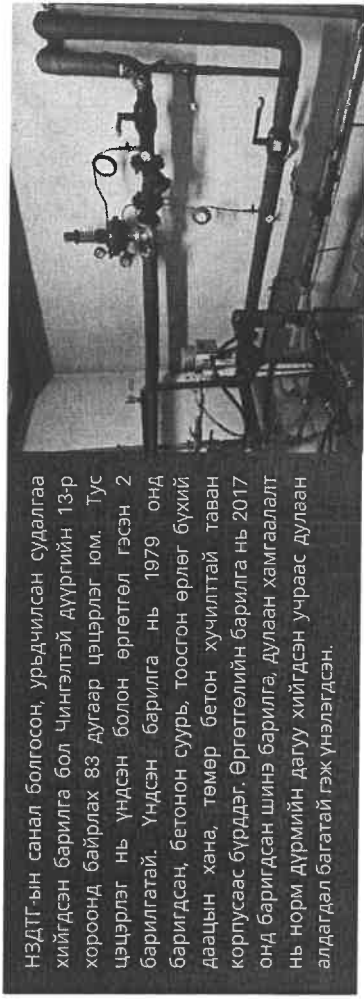 НЗДТГ-ын санал болгосон, урьдчилсан судалгаа
хийгдсэн барилга бол Чингэлтэй дүүргийн 13-р
хороонд байрлах 83 дугаар цэцэрлэг юм. Тус
цэцэрлэг нь үндсэн болон өргөтгөл гэсэн 2
барилгатай. Үндсэн барилга нь 1979 онд
баригдсан, бетонон суурь, тоосгон өрлөг бүхий
даацын хана, төмөр бетон хучилттай таван
корпусаас бүрддэг. Өргөтгөлийн барилга нь 2017
онд баригдсан шинэ барилга, дулаан хамгаалалт
нь норм дүрмийн дагуу хийгдсэн учраас дулаан
алдагдал багатай гэж үнэлэгдсэн.